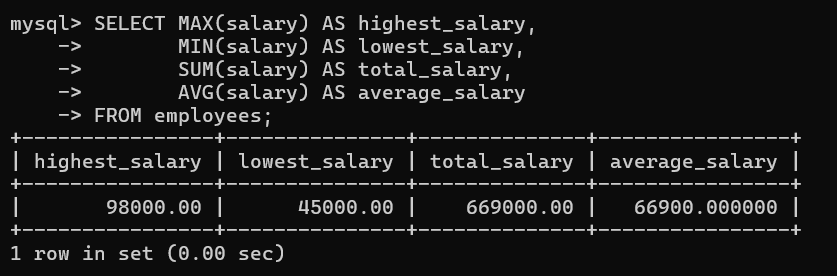 mysql> SELECT MAX(salary) AS highest_salary,
    ->        MIN(salary) AS lowest_salary,
    ->        SUM(salary) AS total_salary,
    ->        AVG(salary) AS average_salary
    -> FROM employees;
+----------------+---------------+--------------+----------------+
| highest_salary | lowest_salary | total_salary | average_salary |
+----------------+---------------+--------------+----------------+
|       98000.00 |      45000.00 |    669000.00 |   66900.000000 |
+----------------+---------------+--------------+----------------+
1 row in set (0.00 sec)